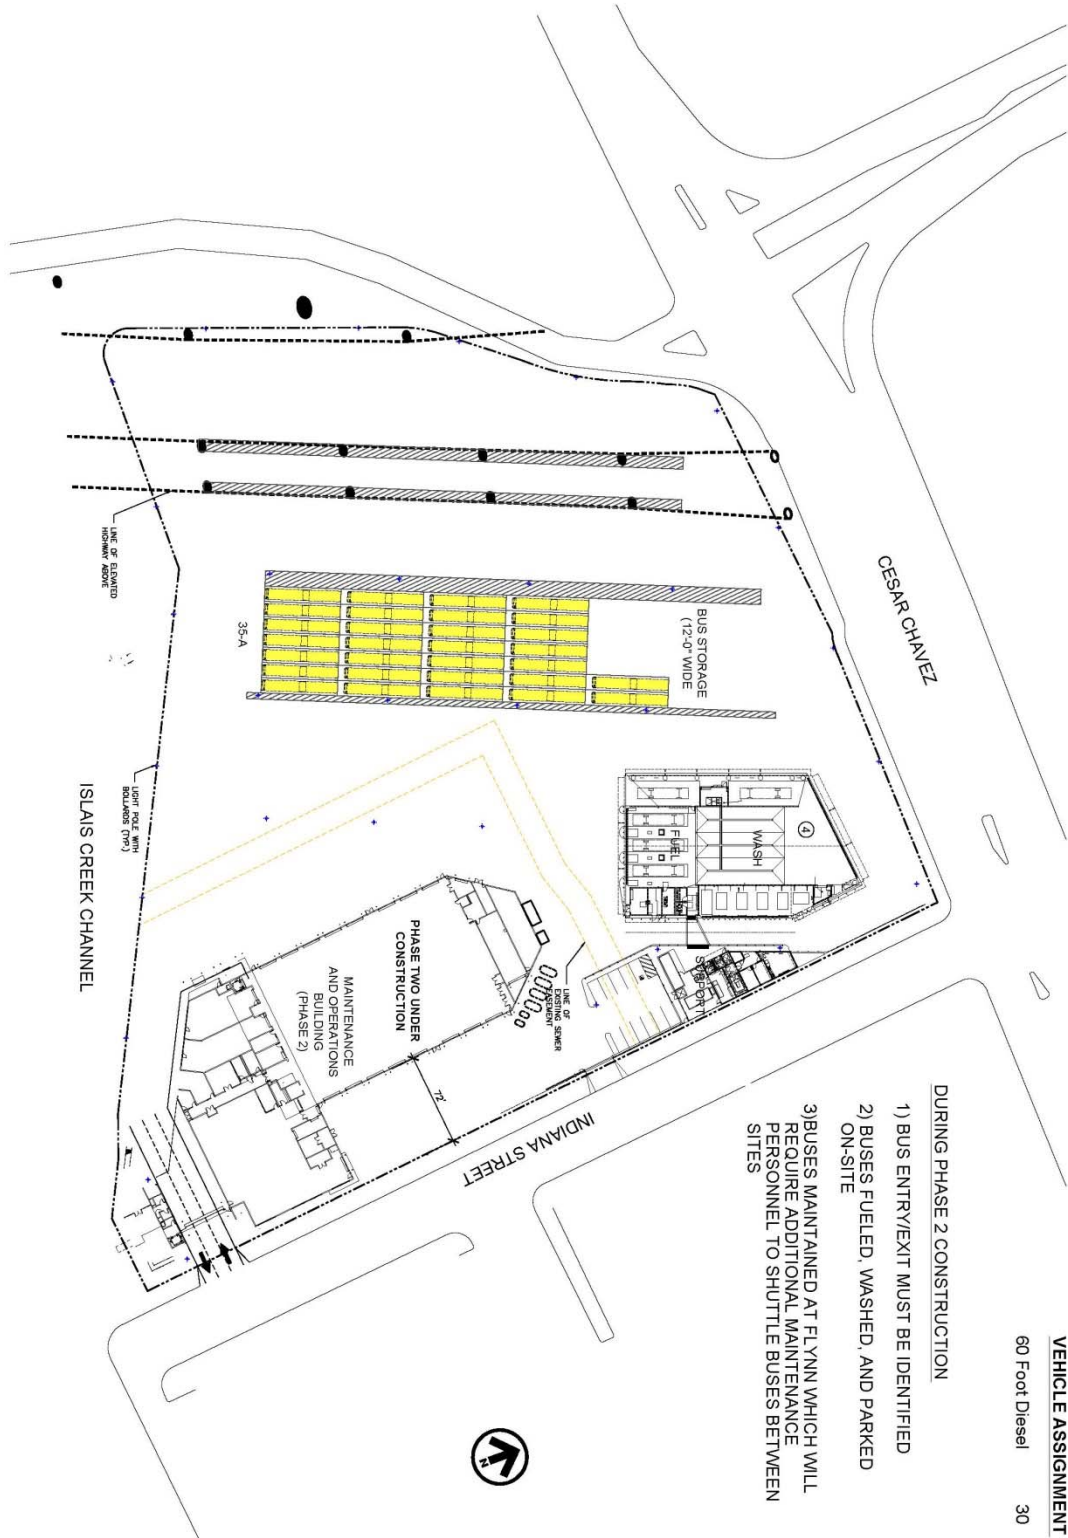 VEHICLE ASSIGNMENT
60 Foot Diesel 30
DURING PHASE 2 CONSTRUCTION
1) BUS ENTRY/EXIT MUST BE IDENTIFIED
2) BUSES FUELED, WASHED, AND PARKED
ON-SITE
3)BUSES MAINTAINED AT FLYNN WHICH WILL
REQUIRE ADDITIONAL MAINTENANCE
PERSONNEL TO SHUTTLE BUSES BETWEEN
SITES
CESAR CHAVEZ
BUS STORAGE
(12'-0" WIDE
35-A
LINE OF ELEVATED
HIGHWAY ABOVE
4
WASH
FUEL
SUPPORT
LINE OF
EXISTING SEWER
EASEMENT
PHASE TWO UNDER
CONSTRUCTION
MAINTENANCE
AND OPERATIONS
BUILDING
(PHASE 2)
72'
INDIANA STREET
LIGHT POLE WITH
BOLLARDS (TYP.)
ISLAIS CREEK CHANNEL
N